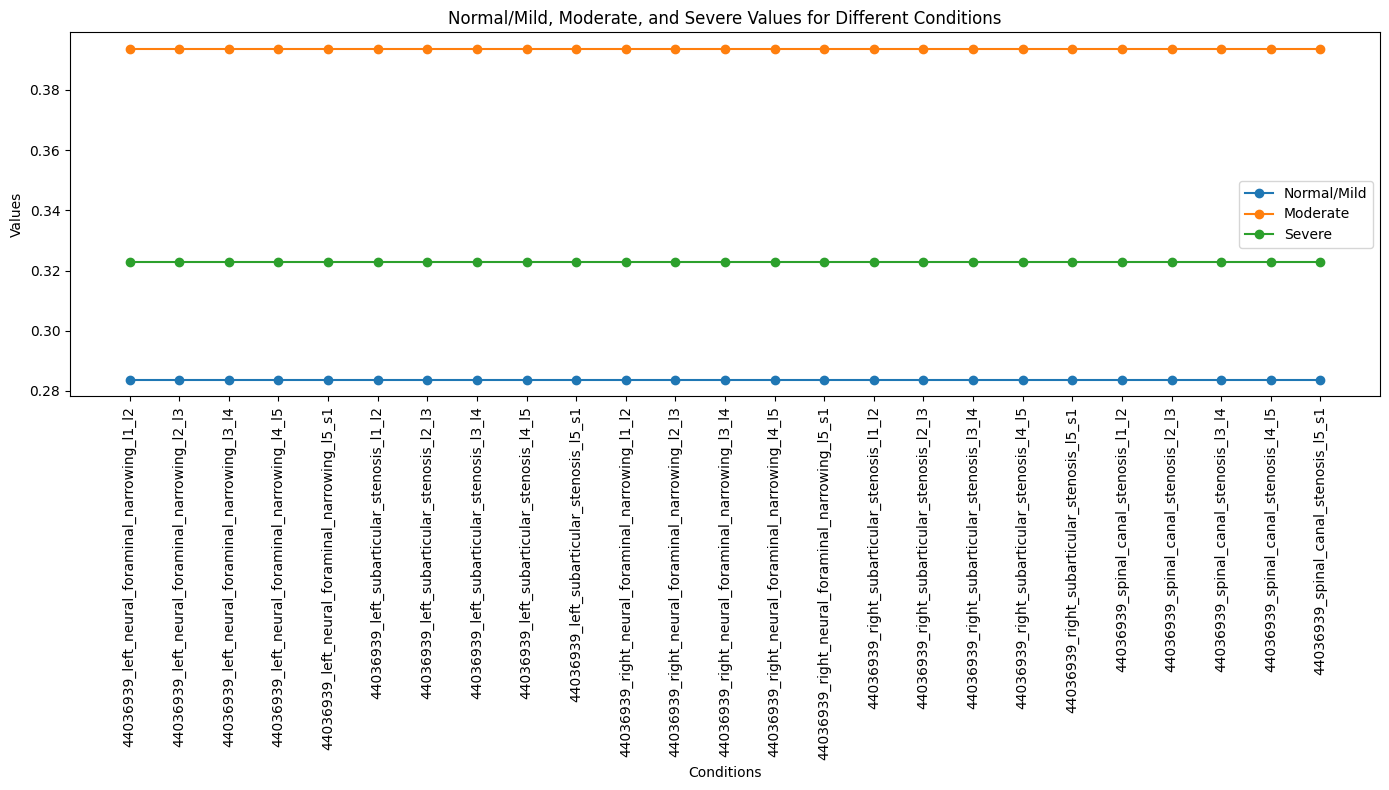 Normal/Mild, Moderate, and Severe Values for Different Conditions
Values
0.38
0.36
0.34
0.32
0.30
0.28
Normal/Mild
Moderate
Severe
44036939_left_neural_foraminal_narrowing_l1_l2
44036939_left_neural_foraminal_narrowing_l2_l3
44036939_left_neural_foraminal_narrowing_l3_l4
44036939_left_neural_foraminal_narrowing_l4_l5
44036939_left_neural_foraminal_narrowing_l5_s1
44036939_left_subarticular_stenosis_l1_l2
44036939_left_subarticular_stenosis_l2_l3
44036939_left_subarticular_stenosis_l3_l4
44036939_left_subarticular_stenosis_l4_l5
44036939_left_subarticular_stenosis_l5_s1
44036939_right_neural_foraminal_narrowing_l1_l2
44036939_right_neural_foraminal_narrowing_l2_l3
44036939_right_neural_foraminal_narrowing_l3_l4
44036939_right_neural_foraminal_narrowing_l4_l5
44036939_right_neural_foraminal_narrowing_l5_s1
44036939_right_subarticular_stenosis_l1_l2
44036939_right_subarticular_stenosis_l2_l3
44036939_right_subarticular_stenosis_l3_l4
44036939_right_subarticular_stenosis_l4_l5
44036939_right_subarticular_stenosis_l5_s1
44036939_spinal_canal_stenosis_l1_l2
44036939_spinal_canal_stenosis_l2_l3
44036939_spinal_canal_stenosis_l3_l4
44036939_spinal_canal_stenosis_l4_l5
44036939_spinal_canal_stenosis_l5_s1
Conditions